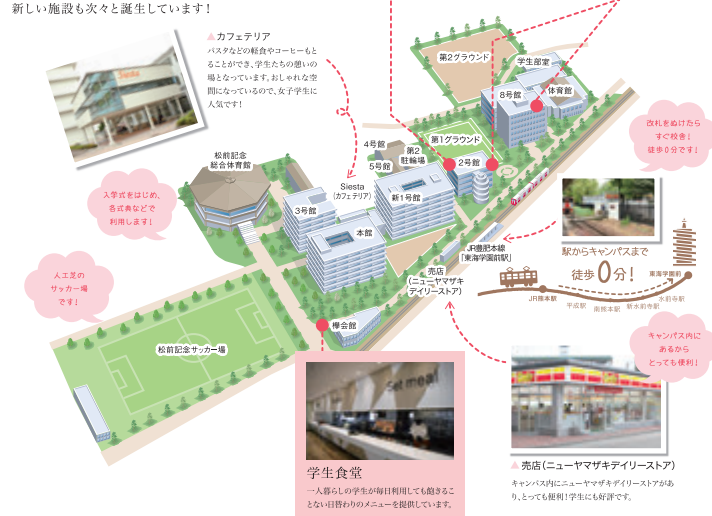 新しい施設も次々と誕生しています！
▲カフェテリア
パスタなどの軽食やコーヒーもと
ることができ、学生たちの憩いの
場となっています。おしゃれな空
間になっているので、女子学生に
人気です！
Siesta
第2グラウンド
学生部室
8号館
体育館
改札をぬけたら
すぐ校舎！
徒歩0分です！
第1グラウンド
4号館
5号館
第2
駐輪場
2号館
松前記念
総合体育館
入学式をはじめ、
各式典などで
利用します！
Siesta
（カフェテリア）
3号館
新1号館
本館
JR豊肥本線
「東海学園前駅」
駅からキャンパスまで
徒歩0分！
東海学園前
JR熊本駅
平成駅
南熊本駅
新水前寺駅
水前寺駅
人工芝の
サッカー場
です！
売店
（ニューヤマザキ
デイリーストア）
欅会館
松前記念サッカー場
キャンパス内に
あるから
とっても便利！
Set meal
学生食堂
一人暮らしの学生が毎日利用しても飽きるこ
とない日替わりのメニューを提供しています。
▲売店（ニューヤマザキデイリーストア）
キャンパス内にニューヤマザキデイリーストアがあ
り、とっても便利！学生にも好評です。